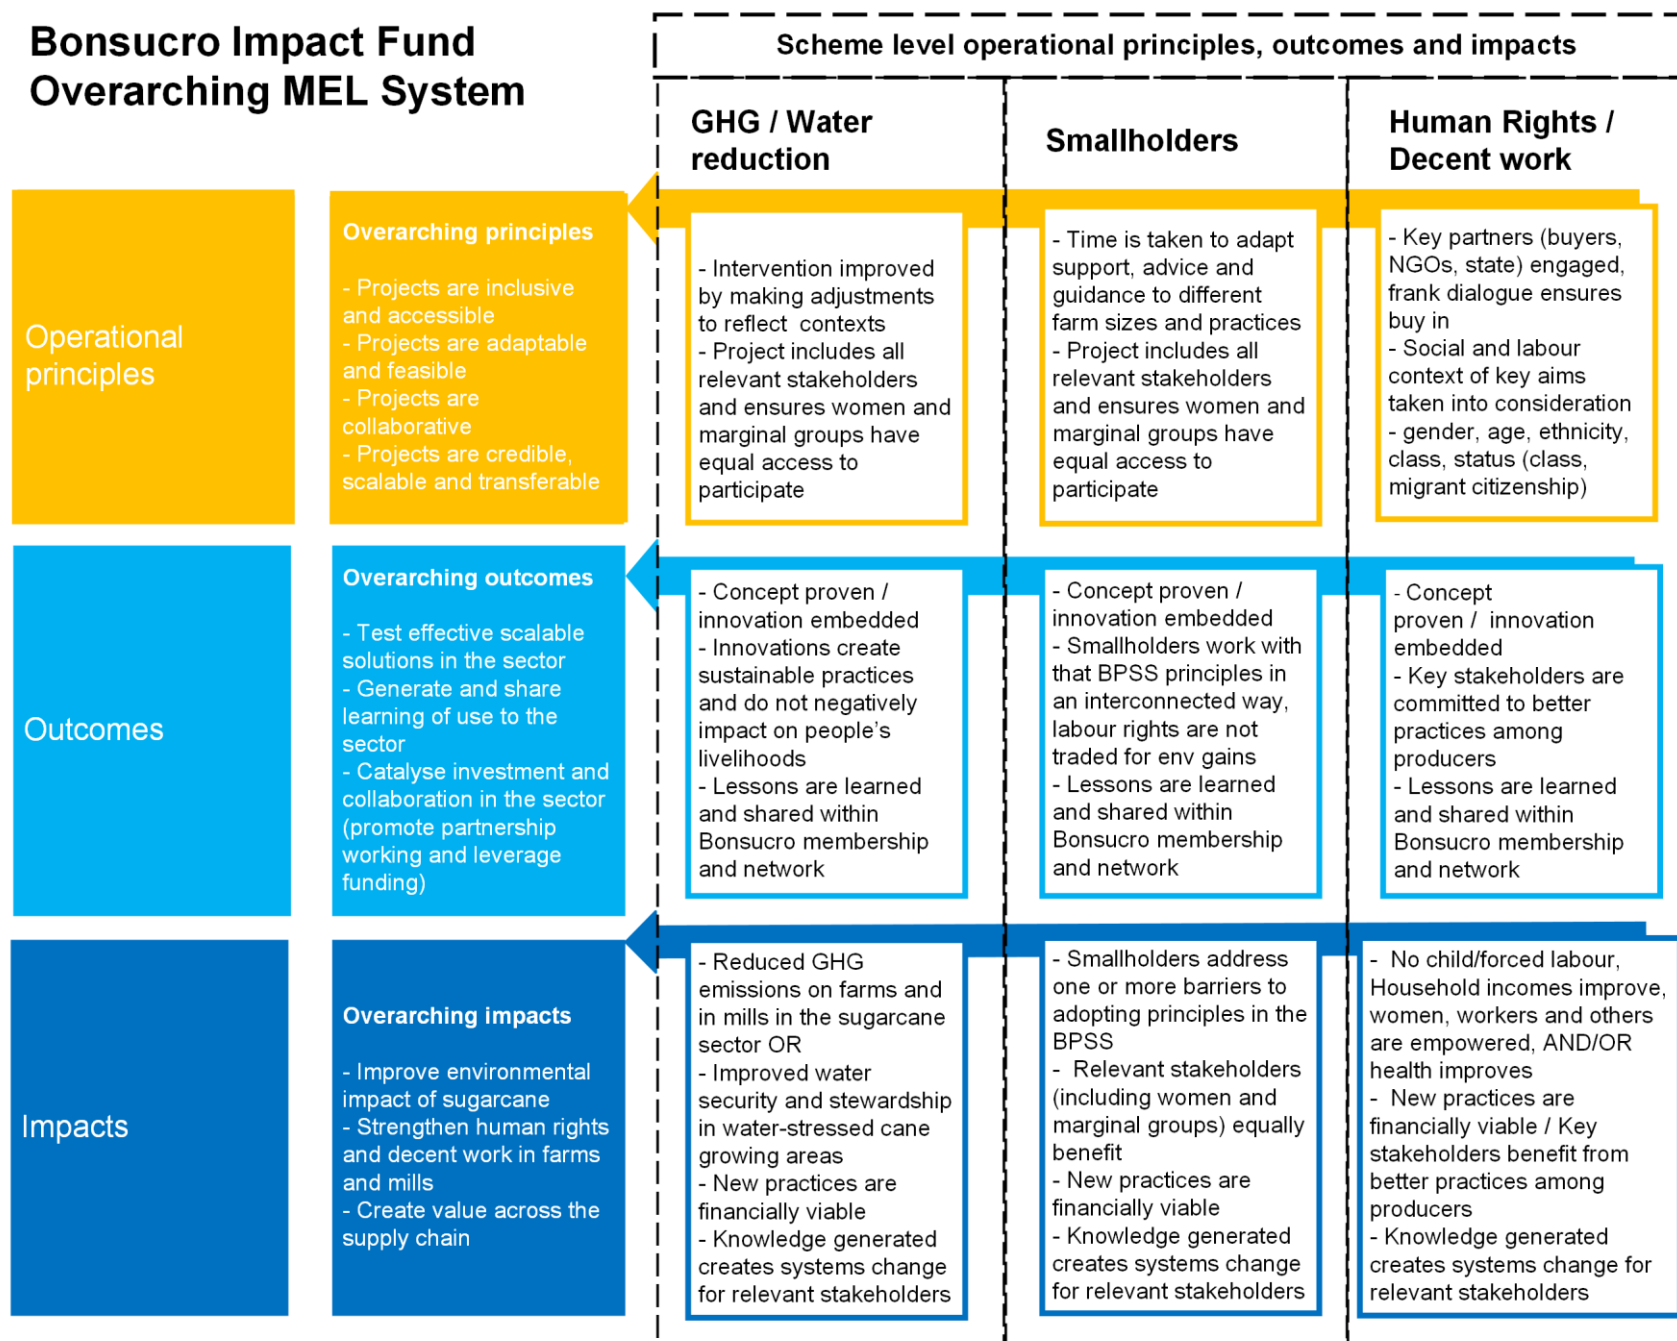 Bonsucro Impact Fund
Overarching MEL System
Scheme level operational principles, outcomes and impacts
GHG / Water
reduction
Smallholders
Human Rights /
Decent work
Operational
principles
Overarching principles
- Projects are inclusive
and accessible
- Projects are adaptable
and feasible
- Projects are
collaborative
- Projects are credible,
scalable and transferable
- Intervention improved
by making adjustments
to reflect contexts
- Project includes all
relevant stakeholders
and ensures women and
marginal groups have
equal access to
participate
- Time is taken to adapt
support, advice and
guidance to different
farm sizes and practices
- Project includes all
relevant stakeholders
and ensures women and
marginal groups have
equal access to
participate
- Key partners (buyers,
NGOs, state) engaged,
frank dialogue ensures
buy in
- Social and labour
context of key aims
taken into consideration
- gender, age, ethnicity,
class, status (class,
migrant citizenship)
Outcomes
Overarching outcomes
- Test effective scalable
solutions in the sector
- Generate and share
learning of use to the
sector
- Catalyse investment and
collaboration in the sector
(promote partnership
working and leverage
funding)
- Concept proven /
innovation embedded
- Innovations create
sustainable practices
and do not negatively
impact on people's
livelihoods
- Lessons are learned
and shared within
Bonsucro membership
and network
- Concept proven /
innovation embedded
- Smallholders work with
that BPSS principles in
an interconnected way,
labour rights are not
traded for env gains
- Lessons are learned
and shared within
Bonsucro membership
and network
- Concept
proven / innovation
embedded
- Key stakeholders are
committed to better
practices among
producers
- Lessons are learned
and shared within
Bonsucro membership
and network
Impacts
Overarching impacts
- Improve environmental
impact of sugarcane
- Strengthen human rights
and decent work in farms
and mills
- Create value across the
supply chain
- Reduced GHG
emissions on farms and
in mills in the sugarcane
sector OR
- Improved water
security and stewardship
in water-stressed cane
growing areas
- New practices are
financially viable
- Knowledge generated
creates systems change
for relevant stakeholders
- Smallholders address
one or more barriers to
adopting principles in the
BPSS
- Relevant stakeholders
(including women and
marginal groups) equally
benefit
- New practices are
financially viable
- Knowledge generated
creates systems change
for relevant stakeholders
- No child/forced labour,
Household incomes improve,
women, workers and others
are empowered, AND/OR
health improves
- New practices are
financially viable / Key
stakeholders benefit from
better practices among
producers
- Knowledge generated
creates systems change for
relevant stakeholders